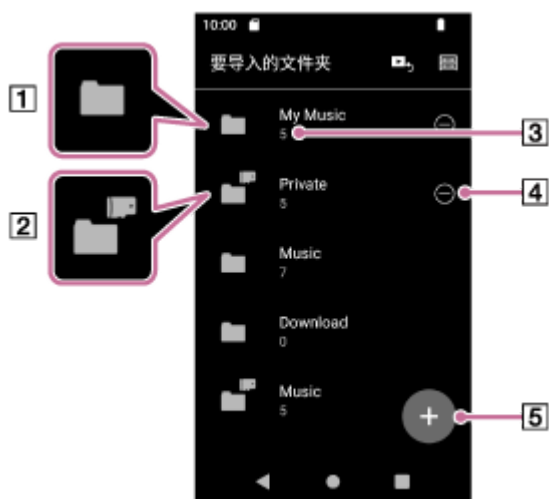 10:00
要导入的文件夹
1
My Music
5
3
2
Private
5
4
Music
7
Download
0
Music
5
+
5